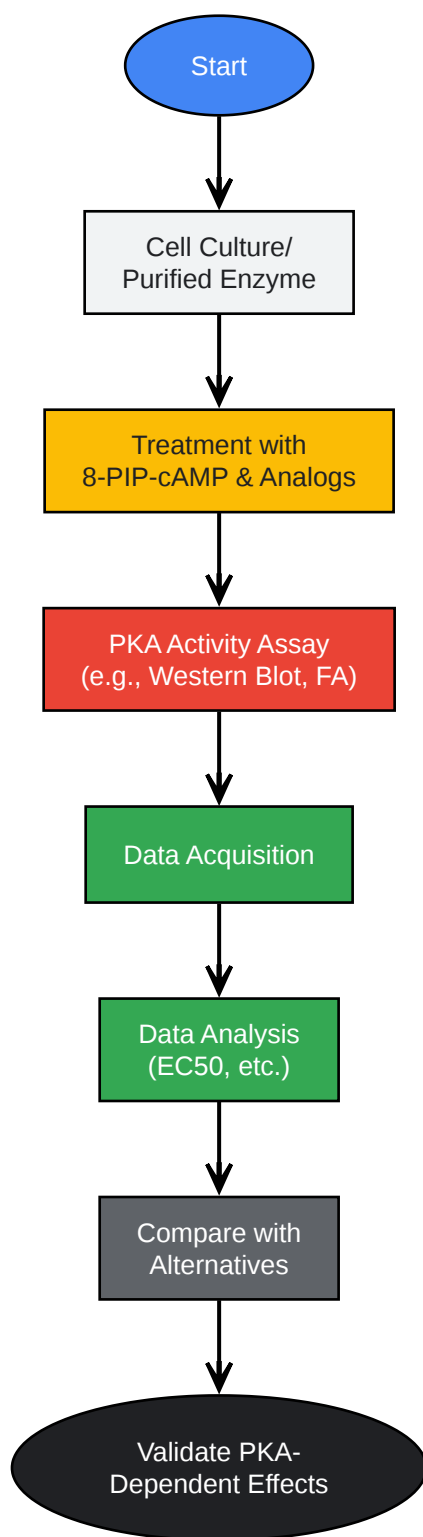 Start
Cell Culture/
Purified Enzyme
Treatment with
8-PIP-cAMP & Analogs
PKA Activity Assay
(e.g., Western Blot, FA)
Data Acquisition
Data Analysis
(EC50, etc.)
Compare with
Alternatives
Validate PKA-
Dependent Effects